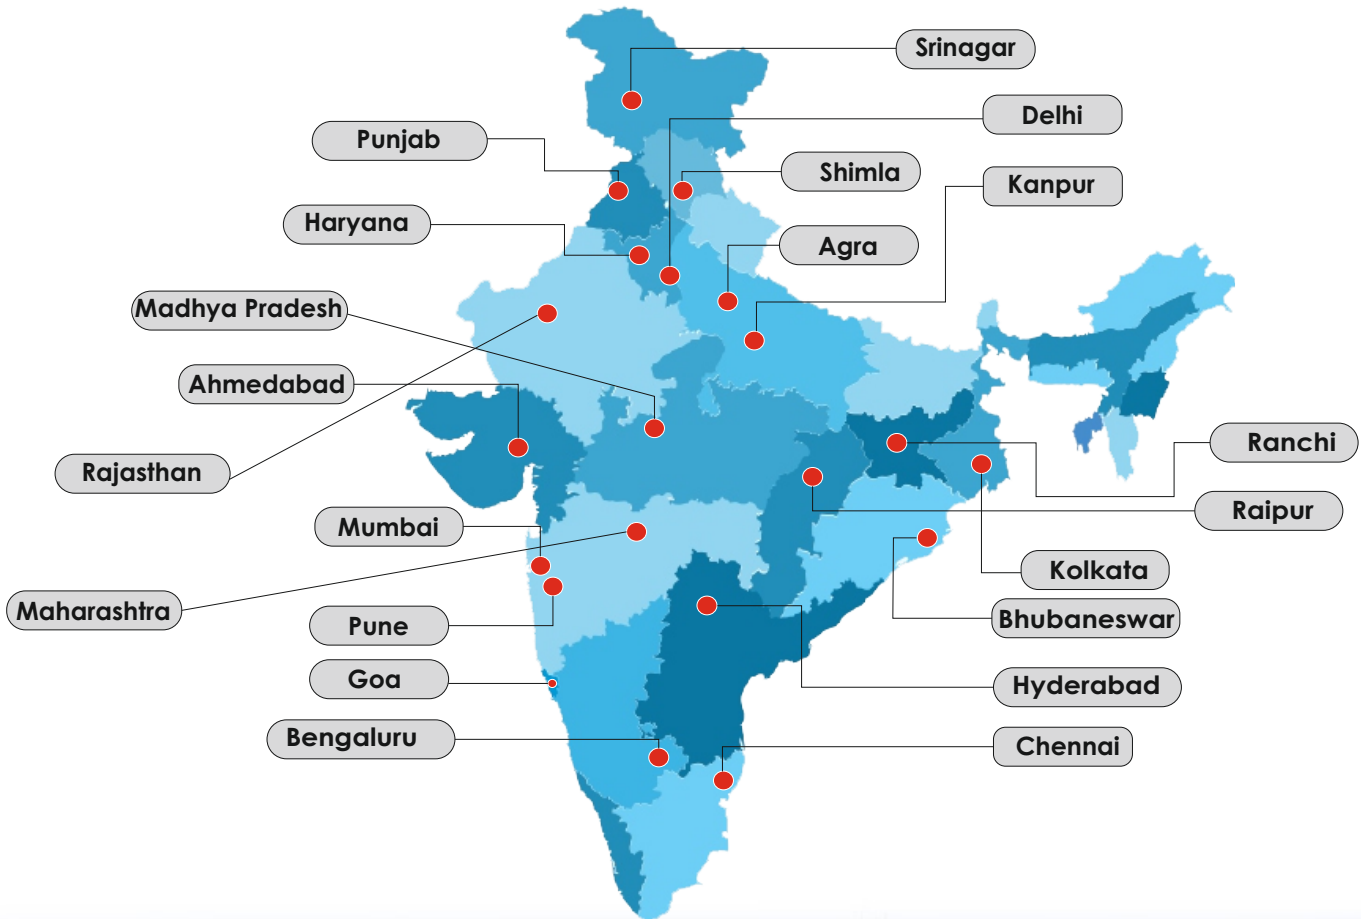 Srinagar
Delhi
Punjab
Shimla
Kanpur
Haryana
Agra
Madhya Pradesh
Ahmedabad
Rajasthan
Ranchi
Raipur
Mumbai
Kolkata
Maharashtra
Pune
Bhubaneswar
Goa
Hyderabad
Bengaluru
Chennai